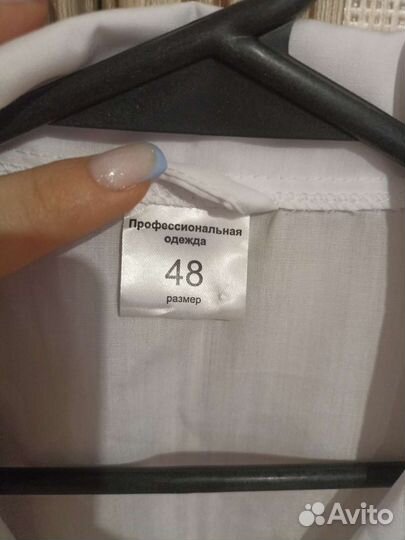 Профессиональная
одежда
48
размер
Avito